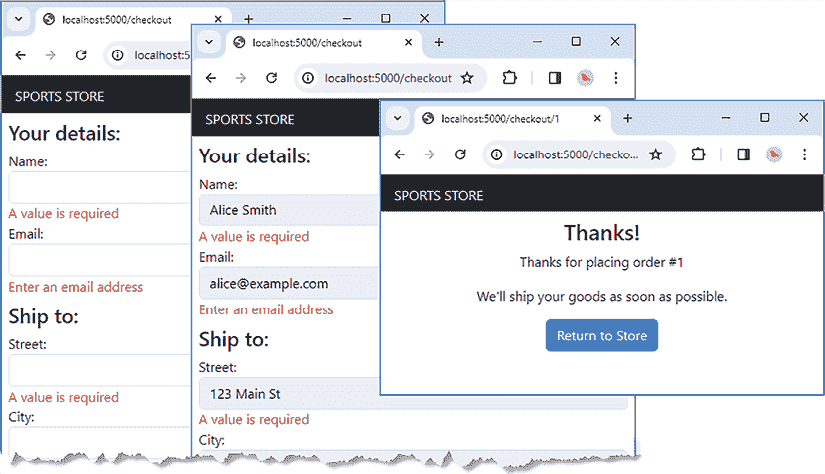 localhost:5000/checkout
localhost:5
SPORTS STORE
Your details:
Name:
A value is required
Email:
Enter an email address
Ship to:
Street:
A value is required
City:
localhost:5000/checkout
localhost:5000/checkout
SPORTS STORE
Your details:
Name:
Alice Smith
A value is required
Email:
alice@example.com
Enter an email address
Ship to:
Street:
123 Main St
A value is required
City:
localhost:5000/checkout/1
localhost:5000/checko...
SPORTS STORE
Thanks!
Thanks for placing order #1
We'll ship your goods as soon as possible.
Return to Store